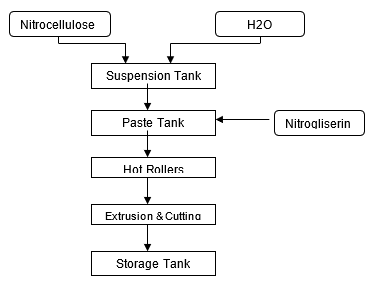 Nitrocellulose
H2O
Suspension Tank
Paste Tank
Nitrogliserin
Hot Rollers
Extrusion & Cutting
Storage Tank